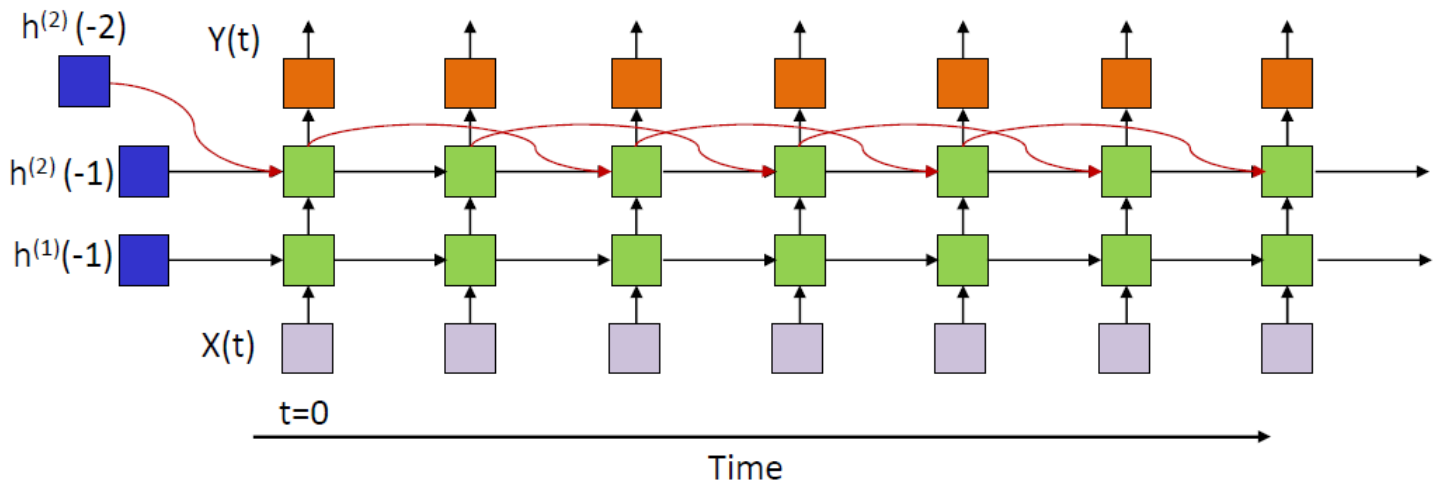 h⁽²⁾ (-2)
Y(t)
h⁽²⁾ (-1)
h⁽¹⁾(-1)
X(t)
t=0
Time